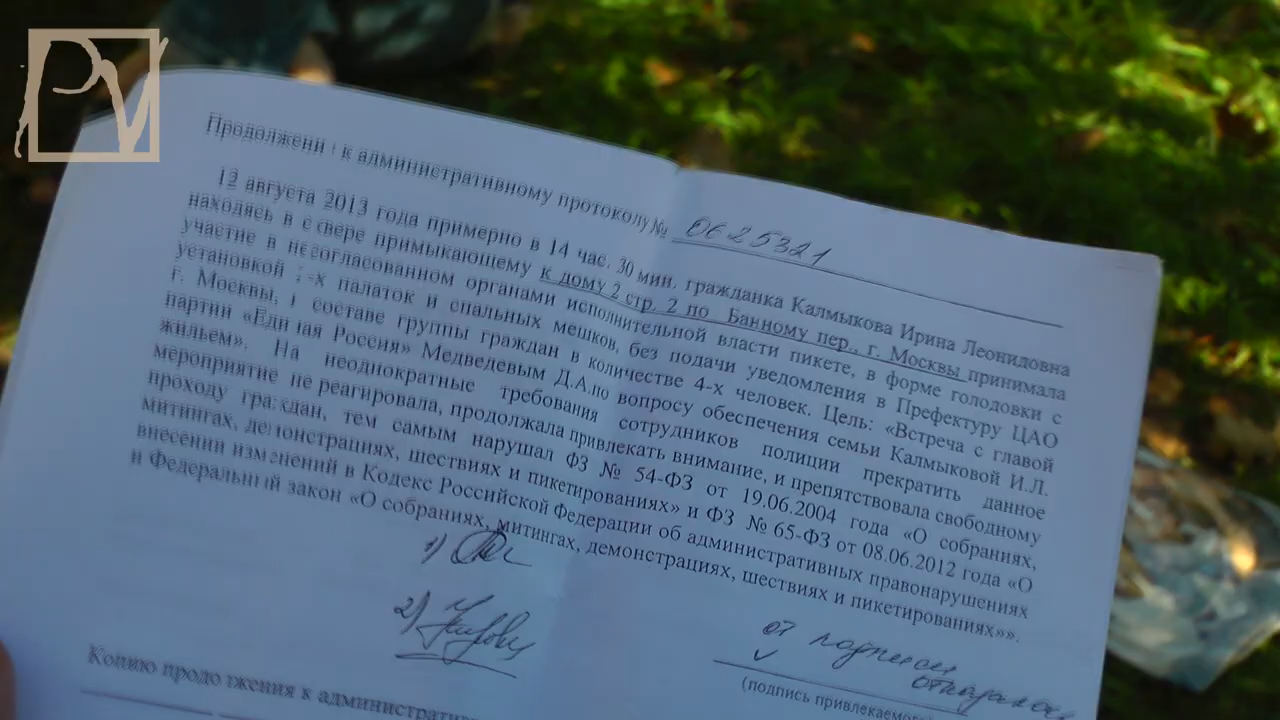 PV
Продолжени к административному протоколу № 0625321
12 августа 2013 года примерно в 14 час. 30 мин. гражданка Калмыкова Ирина Леонидовна
находясь в сквере примыкающему к дому 2 стр. 2 по Банному пер., г. Москвы принимала
участие в несогласованном органами исполнительной власти пикете, в форме голодовки с
установкой -х палаток и спальных мешков, без подачи уведомления в Префектуру ЦАО
г. Москвы, в составе группы граждан в количестве 4-х человек. Цель: «Встреча с главой
партии «Единая Россия» Медведевым Д.А.по вопросу обеспечения семьи Калмыковой И.Л.
жильем». На неоднократные требования сотрудников полиции прекратить данное
мероприятие не реагировала, продолжала привлекать внимание, и препятствовала свободному
проходу граждан, тем самым нарушал ФЗ № 54-ФЗ от 19.06.2004 года «О собраниях,
митингах, демонстрациях, шествиях и пикетированиях» и ФЗ № 65-ФЗ от 08.06.2012 года «О
внесении изменений в Кодекс Российской Федерации об административных правонарушениях
и Федеральный закон «О собраниях, митингах, демонстрациях, шествиях и пикетированиях»».
1)
2)
от подписи отказалась
(подпись привлекаемо
Копию продолжения к административ